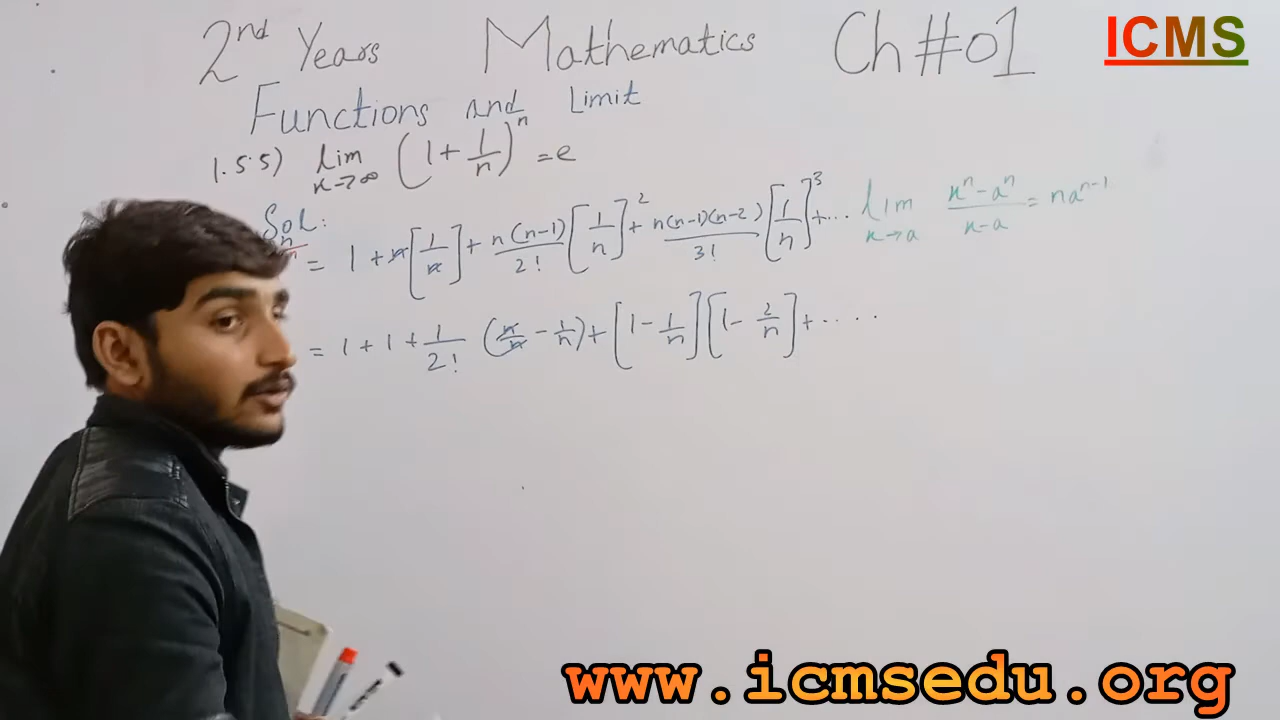 2nd Years Mathematics Ch#01
ICMS
Functions and Limit
1.5.5) lim x→∞ (1 + 1/n)^n = e
Sol:
= 1 + n[1/n] + n(n-1)/2! [1/n]^2 + n(n-1)(n-2)/3! [1/n]^3 + ...
lim x→a (x^n - a^n)/(x-a) = na^(n-1)
= 1 + 1 + 1/2! (n/n - 1/n) + [1 - 1/n][1 - 2/n] + ....
www.icmsedu.org